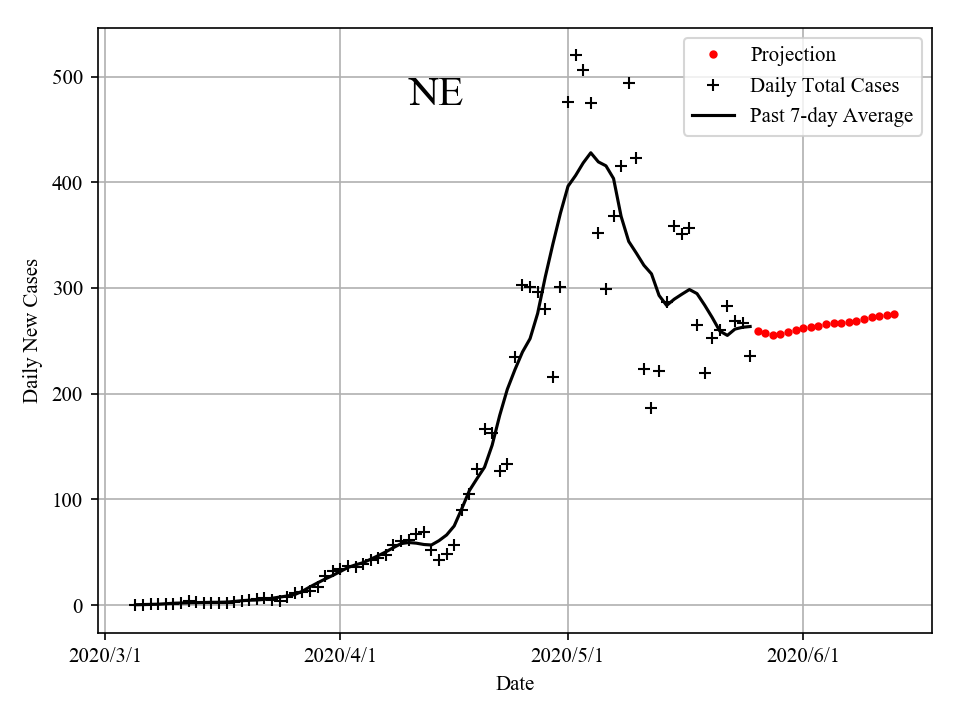 NE
Projection
Daily Total Cases
Past 7-day Average
Daily New Cases
500
400
300
200
100
0
2020/3/1 2020/4/1 2020/5/1 2020/6/1
Date